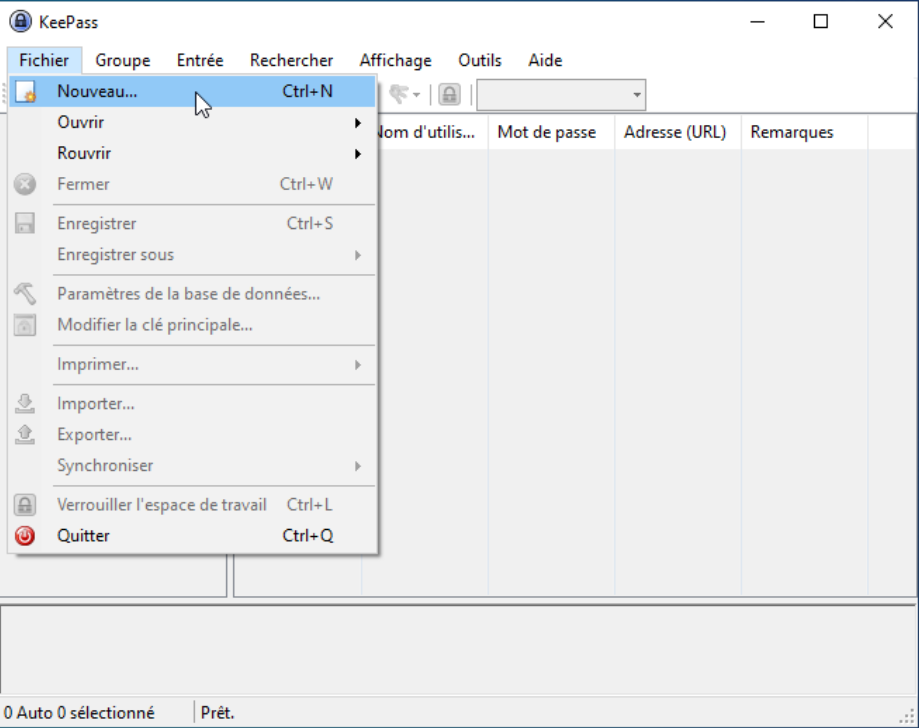 KeePass
Fichier Groupe Entrée Rechercher Affichage Outils Aide
Nouveau... Ctrl+N
Ouvrir
Rouvrir
Fermer Ctrl+W
Enregistrer Ctrl+S
Enregistrer sous
Paramètres de la base de données...
Modifier la clé principale...
Imprimer...
Importer...
Exporter...
Synchroniser
Verrouiller l'espace de travail Ctrl+L
Quitter Ctrl+Q
Nom d'utilis... Mot de passe Adresse (URL) Remarques
0 Auto 0 sélectionné Prêt.